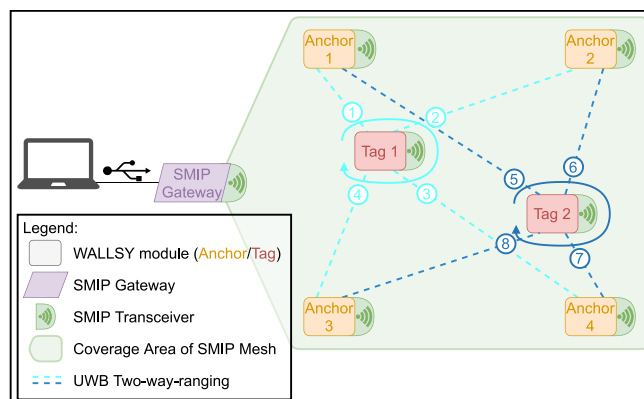 Anchor
1
Anchor
2
1
2
Tag 1
SMIP
Gateway
4
3
5
6
Tag 2
8
7
Anchor
3
Anchor
4
Legend:
WALLSY module (Anchor/Tag)
SMIP Gateway
SMIP Transceiver
Coverage Area of SMIP Mesh
UWB Two-way-ranging